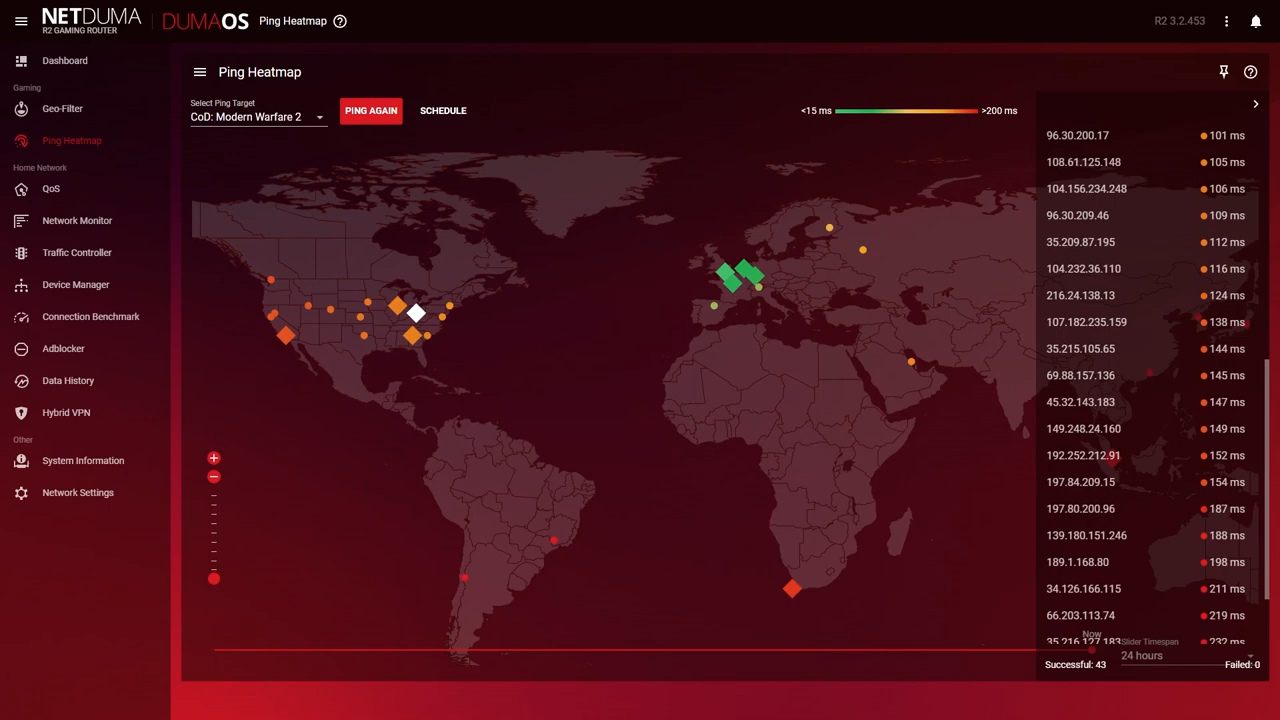 NETDUMA
R2 GAMING ROUTER
DUMAOS
Ping Heatmap
R2 3.2.453
Dashboard
Gaming
Geo-Filter
Ping Heatmap
Home Network
QoS
Network Monitor
Traffic Controller
Device Manager
Connection Benchmark
Adblocker
Data History
Hybrid VPN
Other
System Information
Network Settings
Ping Heatmap
Select Ping Target
CoD: Modern Warfare 2
PING AGAIN
SCHEDULE
<15 ms
>200 ms
96.30.200.17 101 ms
108.61.125.148 105 ms
104.156.234.248 106 ms
96.30.209.46 109 ms
35.209.87.195 112 ms
104.232.36.110 116 ms
216.24.138.13 124 ms
107.182.235.159 138 ms
35.215.105.65 144 ms
69.88.157.136 145 ms
45.32.143.183 147 ms
149.248.24.160 149 ms
192.252.212.91 152 ms
197.84.209.15 154 ms
197.80.200.96 187 ms
139.180.151.246 188 ms
189.1.168.80 198 ms
34.126.166.115 211 ms
66.203.113.74 219 ms
35.216.127.183 232 ms
Now
Slider Timespan
24 hours
Successful: 43
Failed: 0